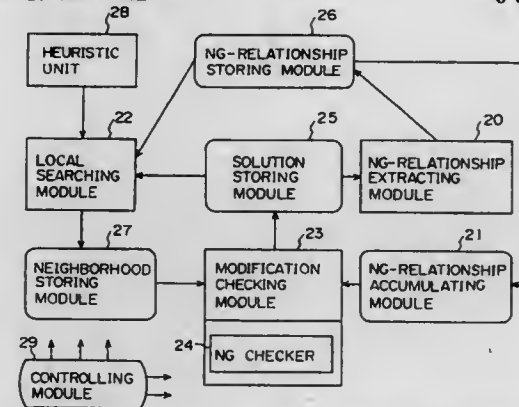 28
HEURISTIC
UNIT
26
NG-RELATIONSHIP
STORING MODULE
22
LOCAL
SEARCHING
MODULE
25
SOLUTION
STORING
MODULE
20
NG-RELATIONSHIP
EXTRACTING
MODULE
27
NEIGHBORHOOD
STORING
MODULE
23
MODIFICATION
CHECKING
MODULE
21
NG-RELATIONSHIP
ACCUMULATING
MODULE
24
NG CHECKER
29
CONTROLLING
MODULE